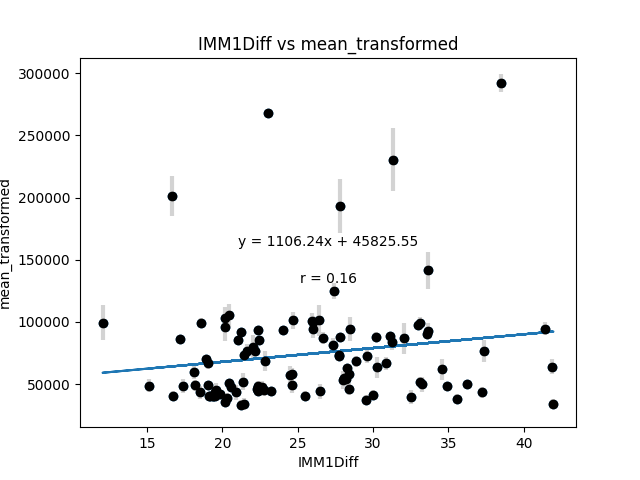 IMM1Diff vs mean_transformed
300000
250000
200000
150000
100000
50000
mean_transformed
y = 1106.24x + 45825.55
r = 0.16
15 20 25 30 35 40
IMM1Diff